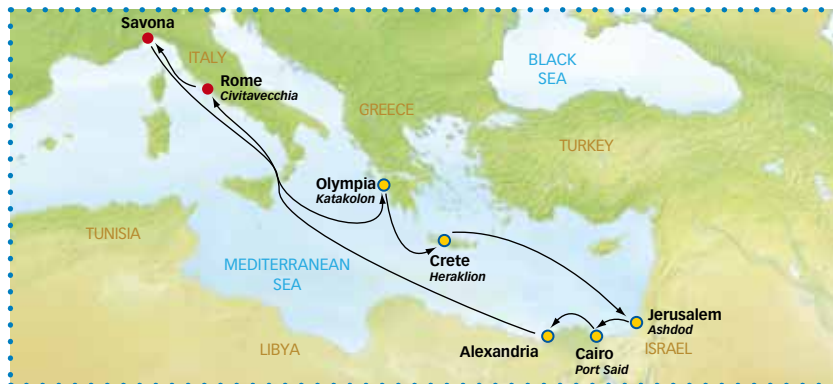 Savona
ITALY
Rome
Civitavecchia
BLACK
SEA
GREECE
TURKEY
Olympia
Katakolon
TUNISIA
MEDITERRANEAN
SEA
Crete
Heraklion
LIBYA
Alexandria
Cairo
Port Said
Jerusalem
Ashdod
ISRAEL